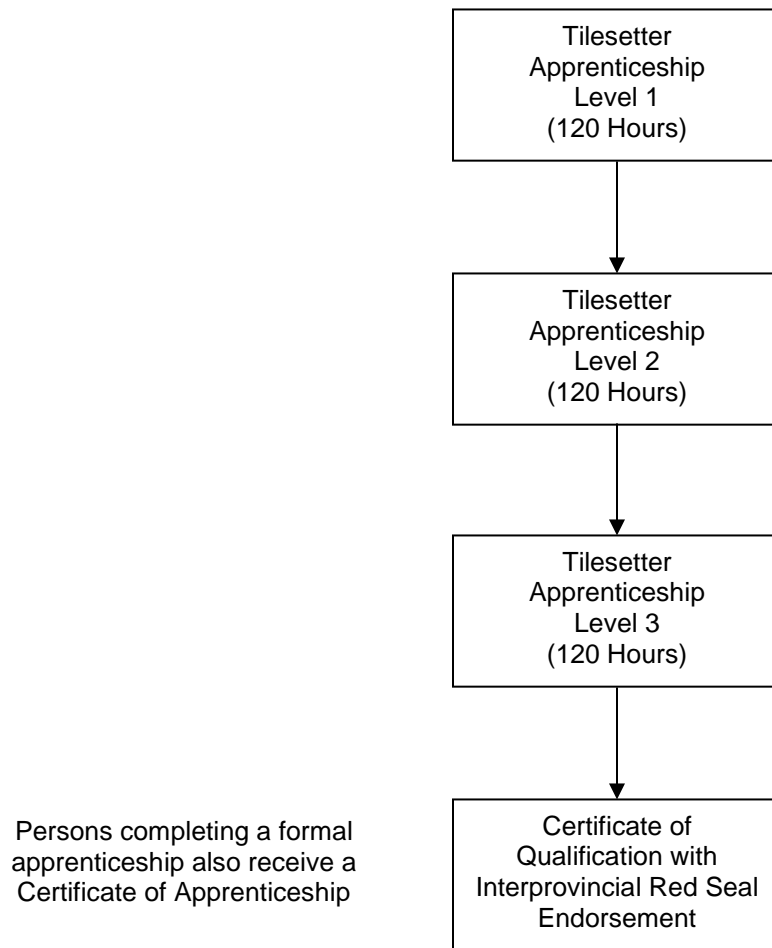 Tilesetter
Apprenticeship
Level 1
(120 Hours)
Tilesetter
Apprenticeship
Level 2
(120 Hours)
Tilesetter
Apprenticeship
Level 3
(120 Hours)
Persons completing a formal
apprenticeship also receive a
Certificate of Apprenticeship
Certificate of
Qualification with
Interprovincial Red Seal
Endorsement